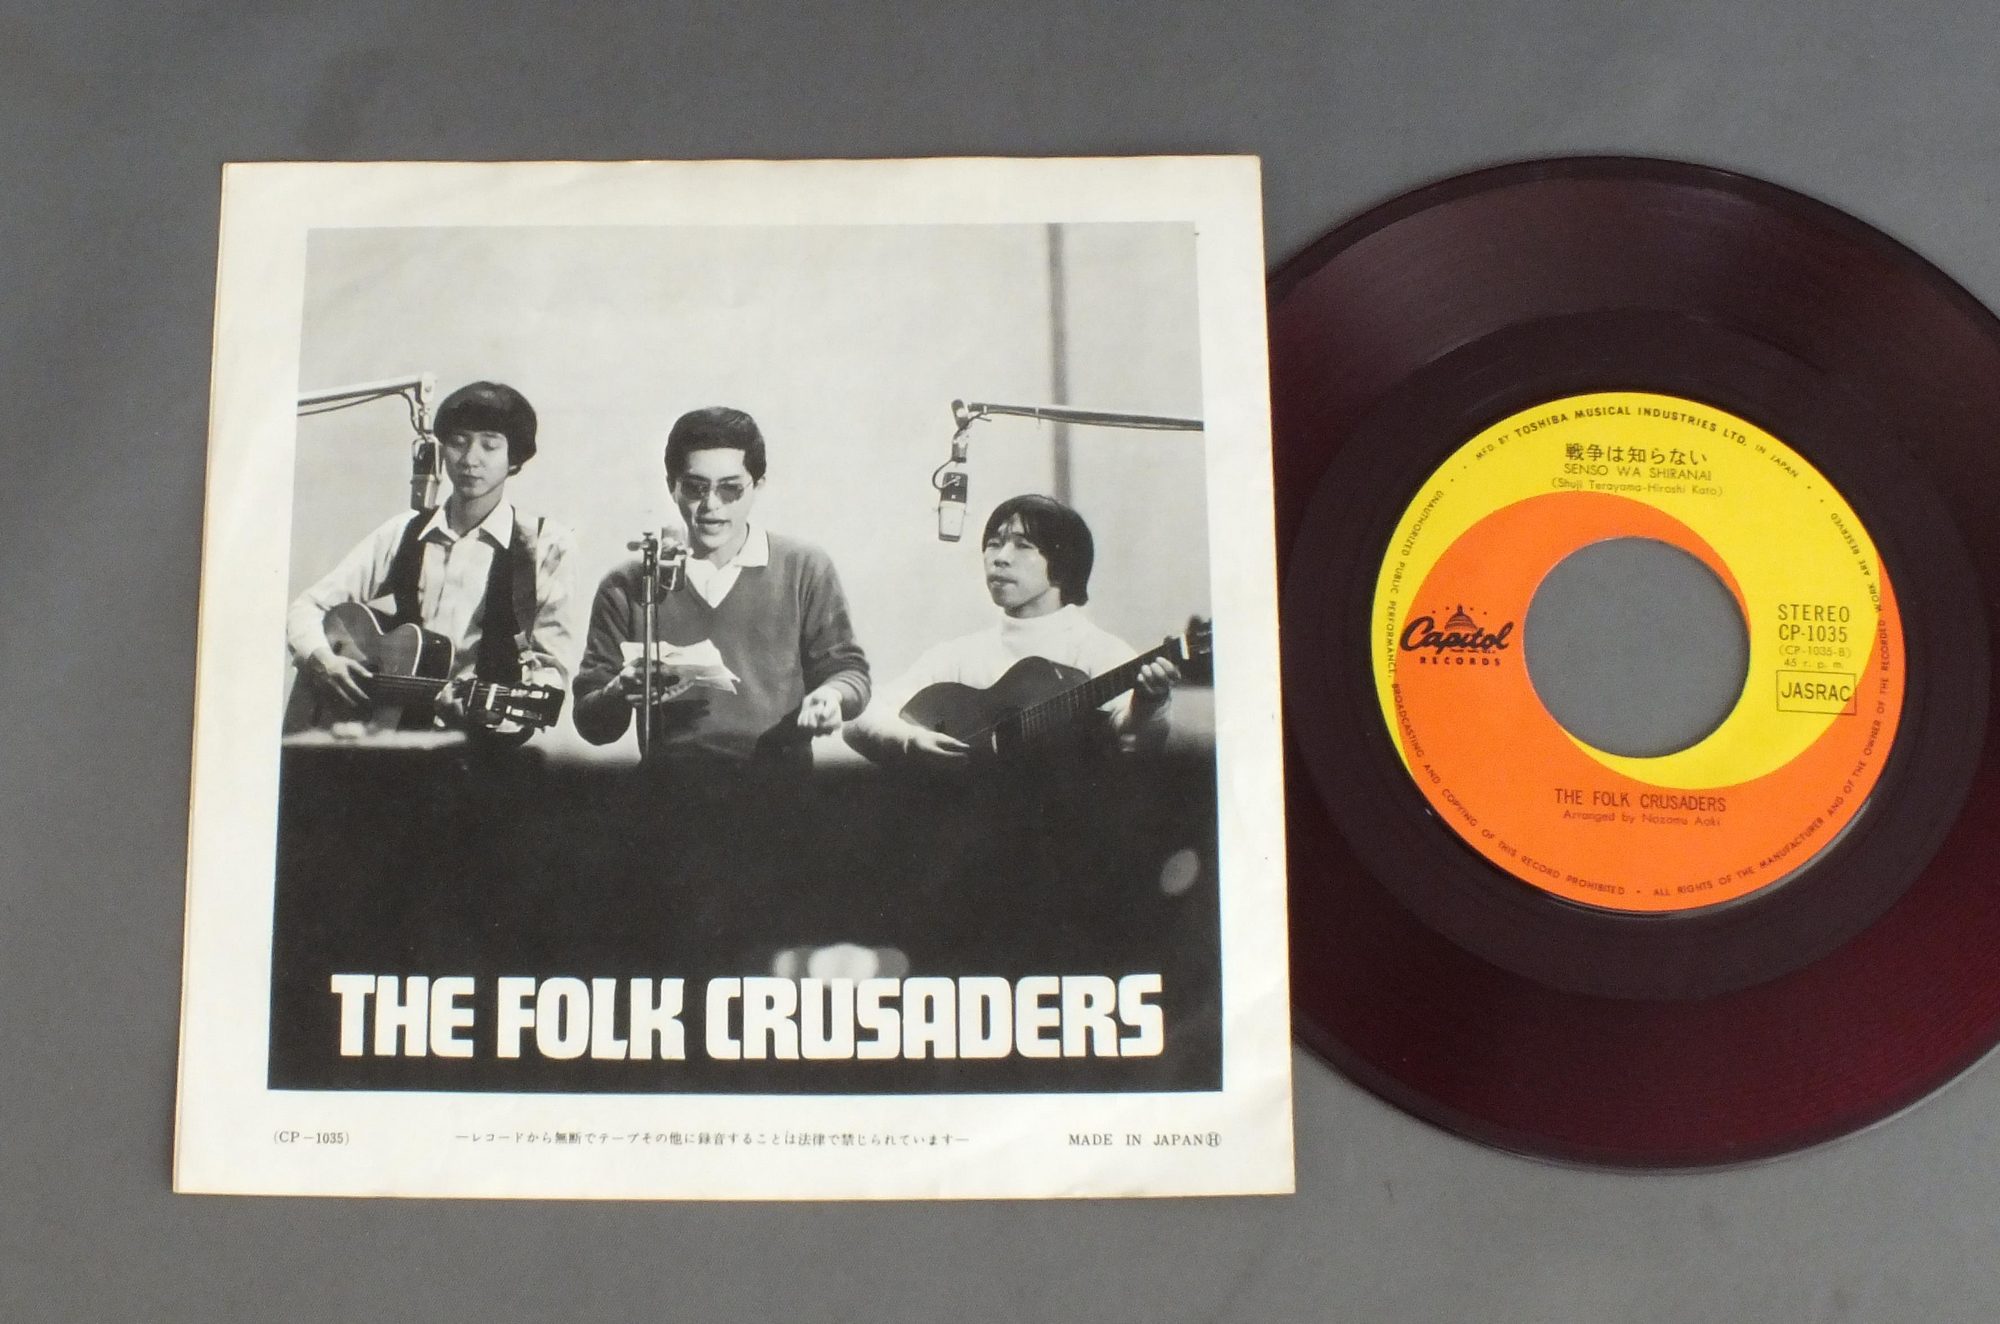 THE FOLK CRUSADERS
(CP-1035)
—レコードから無断でテープその他に録音することは法律で禁じられています—
MADE IN JAPANⒽ
MFD. BY TOSHIBA MUSICAL INDUSTRIES LTD. IN JAPAN
戦争は知らない
SENSO WA SHIRANAI
(Shuji Terayama-Hiroshi Kato)
Capitol
RECORDS
STEREO
CP-1035
(CP-1035-B)
45 r. p. m.
JASRAC
THE FOLK CRUSADERS
Arranged by Nozomu Aoki
UNAUTHORIZED PUBLIC PERFORMANCE, BROADCASTING AND COPYING OF THIS RECORD PROHIBITED • ALL RIGHTS OF THE MANUFACTURER AND OF THE OWNER OF THE RECORDED WORK ARE RESERVED